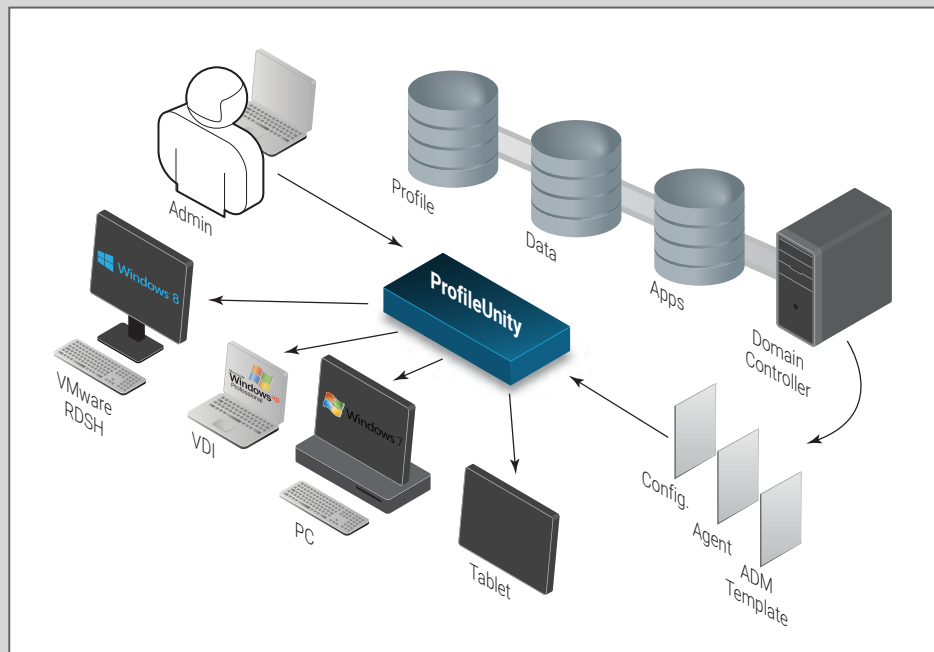 Admin
Profile
Data
Apps
Domain
Controller
ProfileUnity
Windows 8
VMware
RDSH
Windows xp
Professional
VDI
Windows 7
PC
Tablet
Config.
Agent
ADM
Template